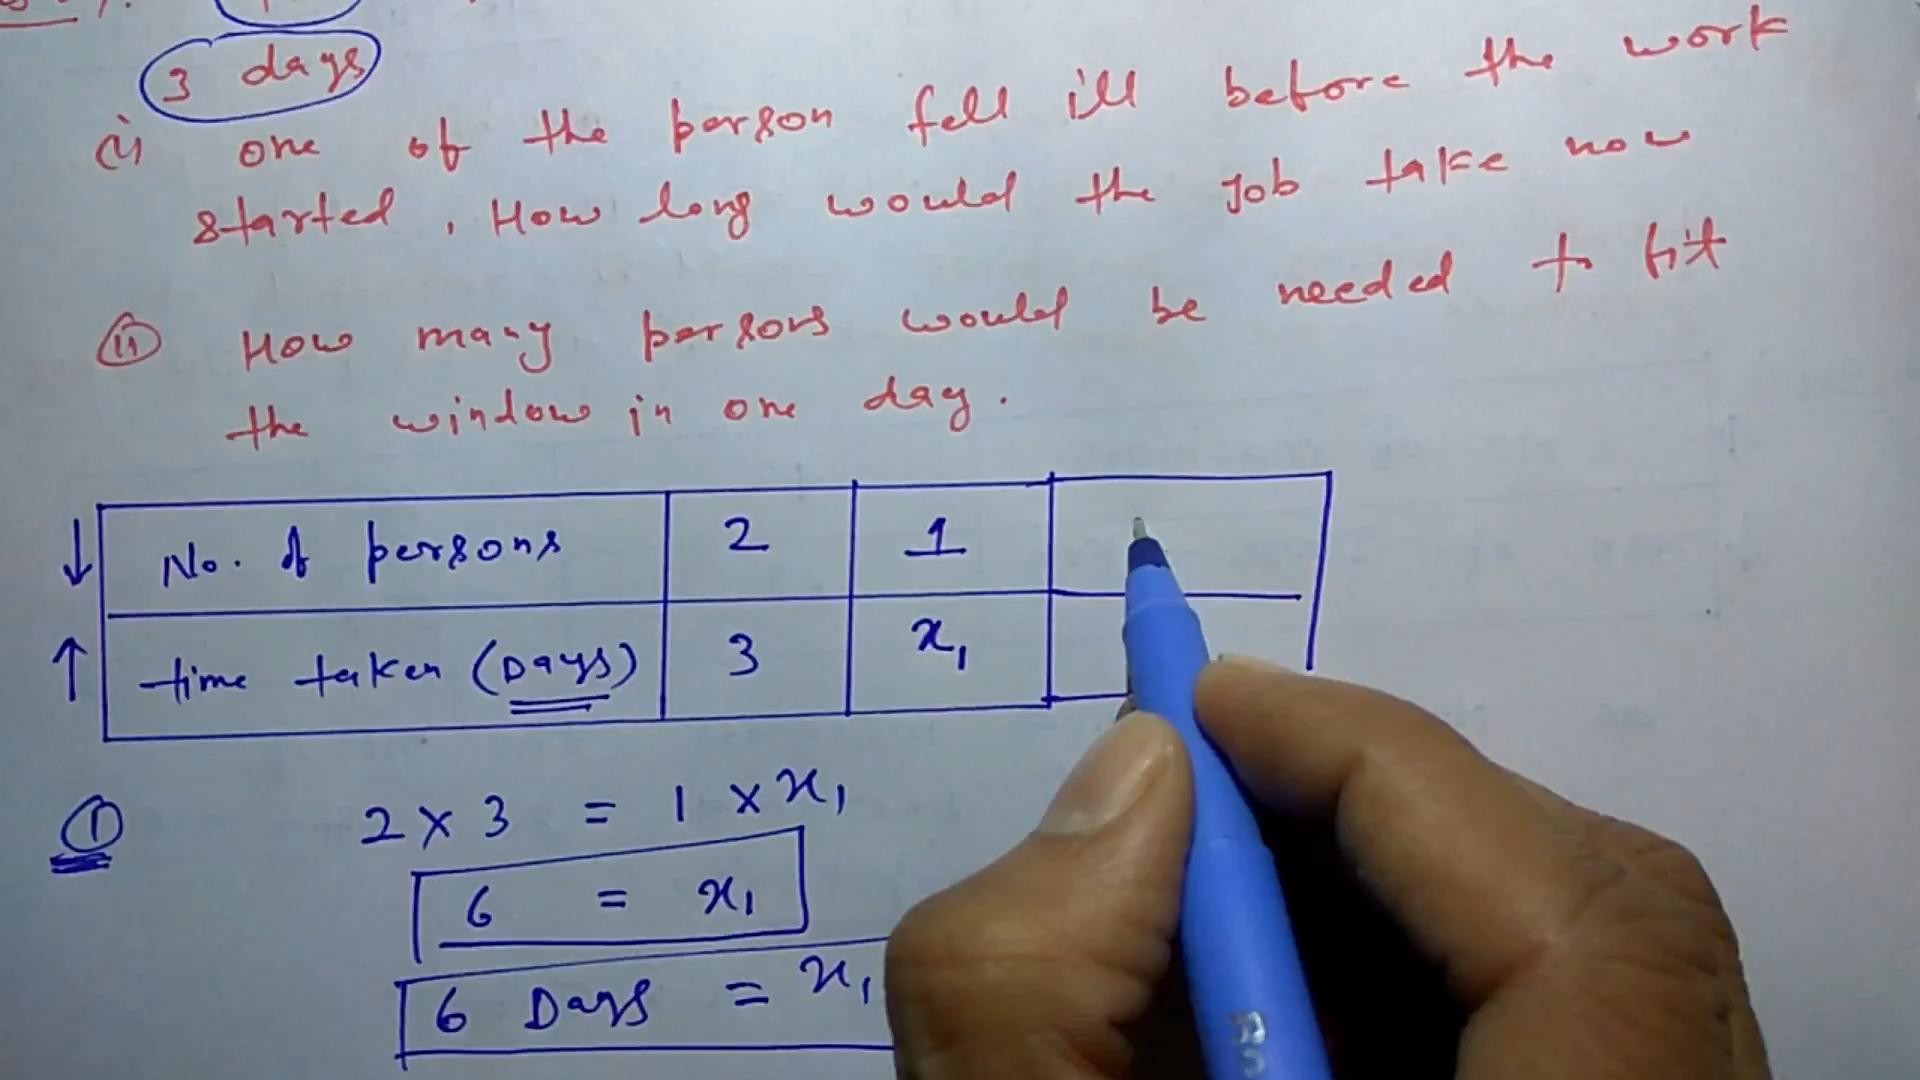 3 days
(i) one of the person fell ill before the work
started. How long would the Job take now
(ii) How many persons would be needed to fit
the window in one day.
No. of persons 2 1
time taken (Days) 3 x₁
① 2 × 3 = 1 × x₁
6 = x₁
6 Days = x₁